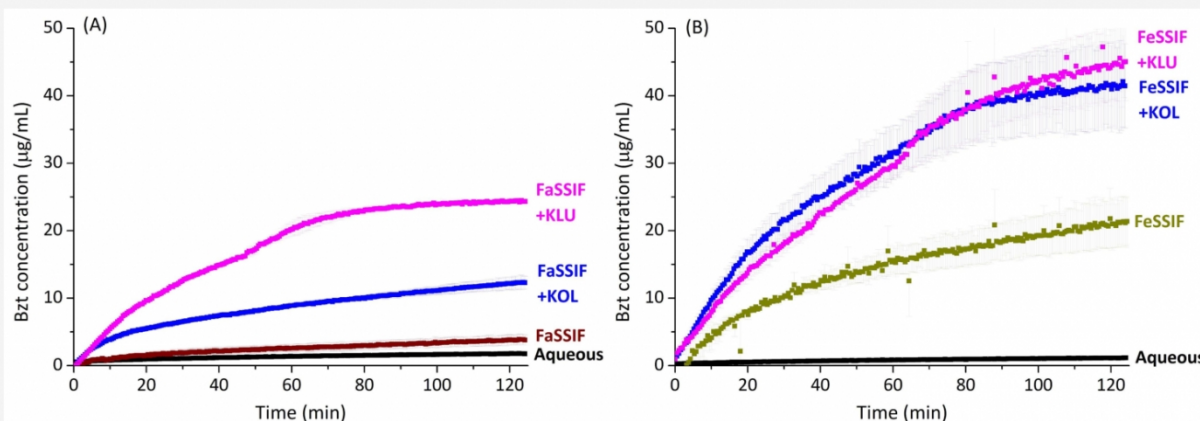 (A)
50
40
30
20
10
0
Bzt concentration (µg/mL)
0 20 40 60 80 100 120
Time (min)
FaSSIF
+KLU
FaSSIF
+KOL
FaSSIF
Aqueous
(B)
50
40
30
20
10
0
Bzt concentration (µg/mL)
0 20 40 60 80 100 120
Time (min)
FeSSIF
+KLU
FeSSIF
+KOL
FeSSIF
Aqueous